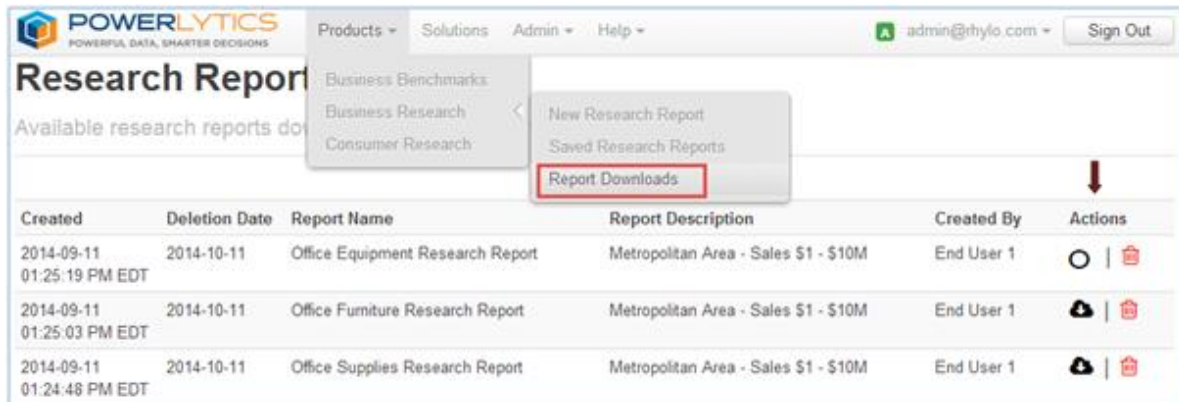 POWERLYTICS
POWERFUL DATA, SMARTER DECISIONS
Products Solutions Admin Help A admin@rhylo.com Sign Out
Research Report
Available research reports do
Business Benchmarks
Business Research
Consumer Research
New Research Report
Saved Research Reports
Report Downloads
Created Deletion Date Report Name Report Description Created By Actions
2014-09-11 2014-10-11 Office Equipment Research Report Metropolitan Area - Sales $1 - $10M End User 1 |
01:25:19 PM EDT
2014-09-11 2014-10-11 Office Furniture Research Report Metropolitan Area - Sales $1 - $10M End User 1 |
01:25:03 PM EDT
2014-09-11 2014-10-11 Office Supplies Research Report Metropolitan Area - Sales $1 - $10M End User 1 |
01:24:48 PM EDT